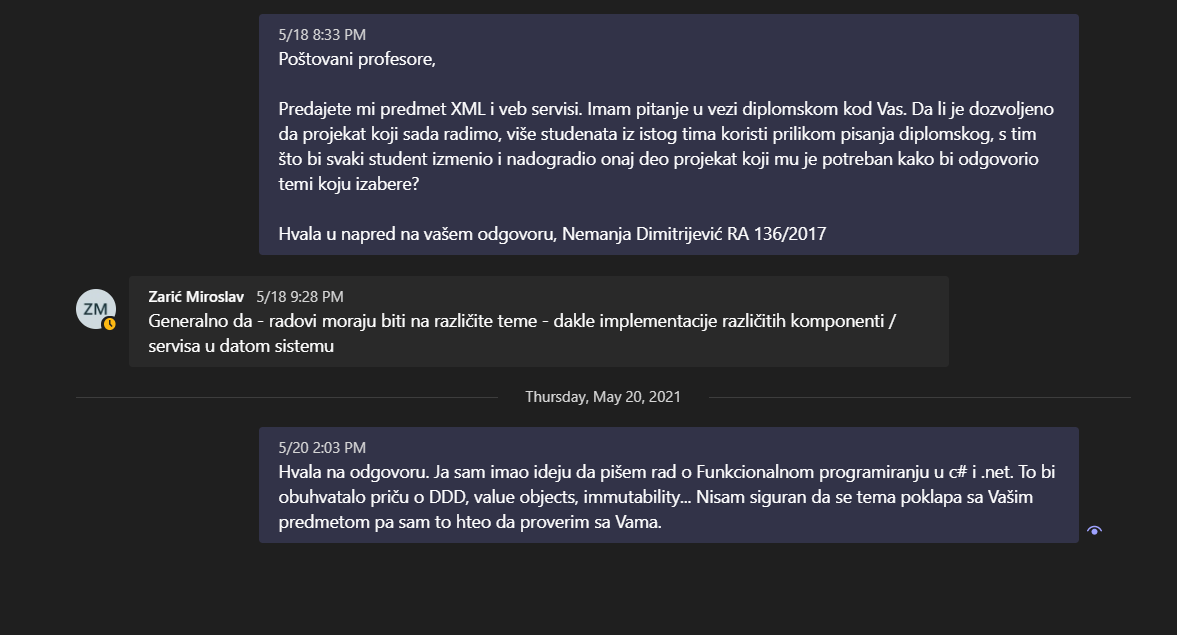 5/18 8:33 PM
Poštovani profesore,
Predajete mi predmet XML i veb servisi. Imam pitanje u vezi diplomskom kod Vas. Da li je dozvoljeno
da projekat koji sada radimo, više studenata iz istog tima koristi prilikom pisanja diplomskog, s tim
što bi svaki student izmenio i nadogradio onaj deo projekat koji mu je potreban kako bi odgovorio
temi koju izabere?
Hvala u napred na vašem odgovoru, Nemanja Dimitrijević RA 136/2017
ZM
Zarić Miroslav 5/18 9:28 PM
Generalno da - radovi moraju biti na različite teme - dakle implementacije različitih komponenti /
servisa u datom sistemu
Thursday, May 20, 2021
5/20 2:03 PM
Hvala na odgovoru. Ja sam imao ideju da pišem rad o Funkcionalnom programiranju u c# i .net. To bi
obuhvatalo priču o DDD, value objects, immutability... Nisam siguran da se tema poklapa sa Vašim
predmetom pa sam to hteo da proverim sa Vama.